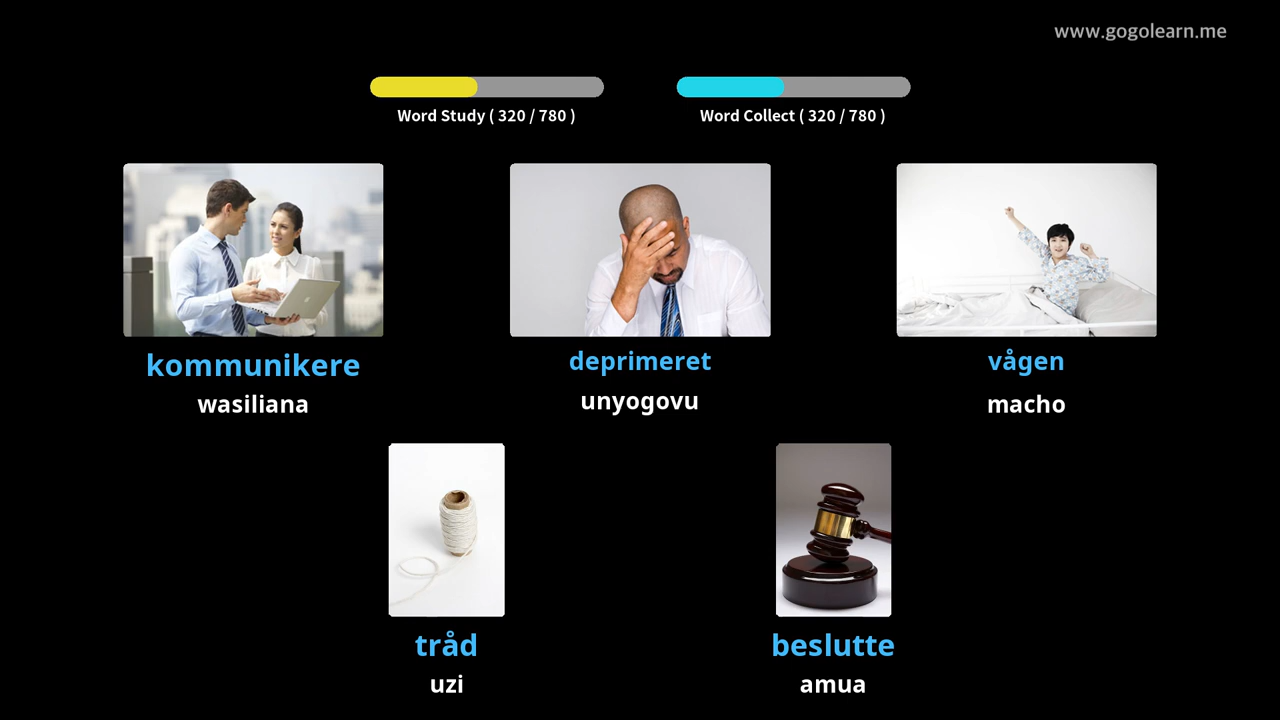 www.gogolearn.me
Word Study ( 320 / 780 )
Word Collect ( 320 / 780 )
kommunikere
wasiliana
deprimeret
unyogovu
vågen
macho
tråd
uzi
beslutte
amua